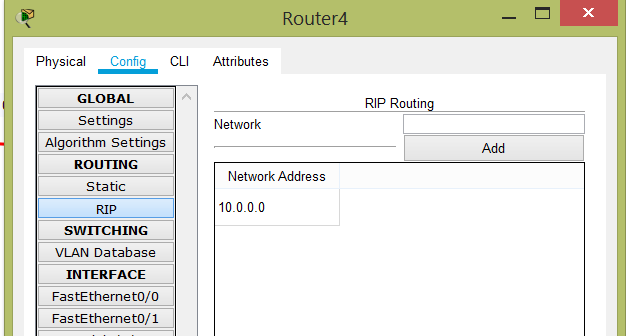 Router4
Physical Config CLI Attributes
GLOBAL
Settings
Algorithm Settings
ROUTING
Static
RIP
SWITCHING
VLAN Database
INTERFACE
FastEthernet0/0
FastEthernet0/1
RIP Routing
Network
Add
Network Address
10.0.0.0